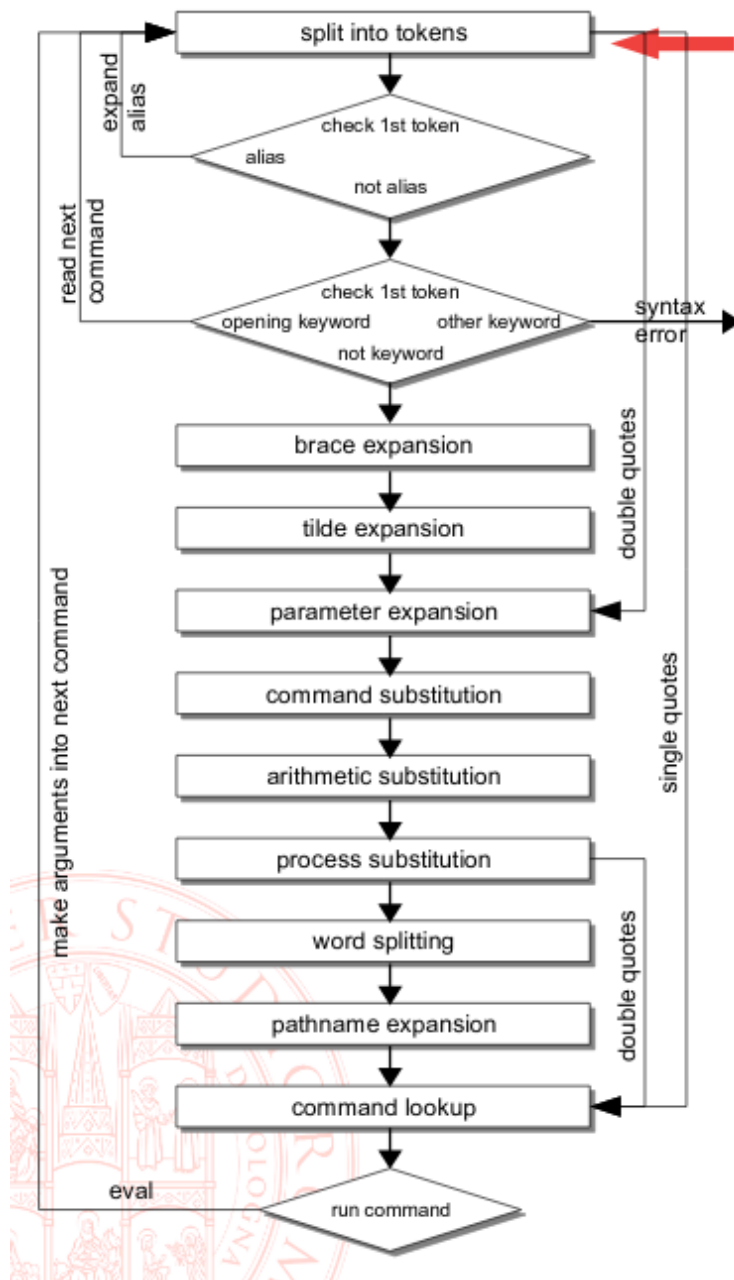 split into tokens
expand
alias
check 1st token
alias
not alias
read next
command
check 1st token
opening keyword
other keyword
not keyword
syntax
error
brace expansion
double quotes
tilde expansion
parameter expansion
command substitution
single quotes
arithmetic substitution
make arguments into next command
process substitution
word splitting
double quotes
pathname expansion
command lookup
eval
run command